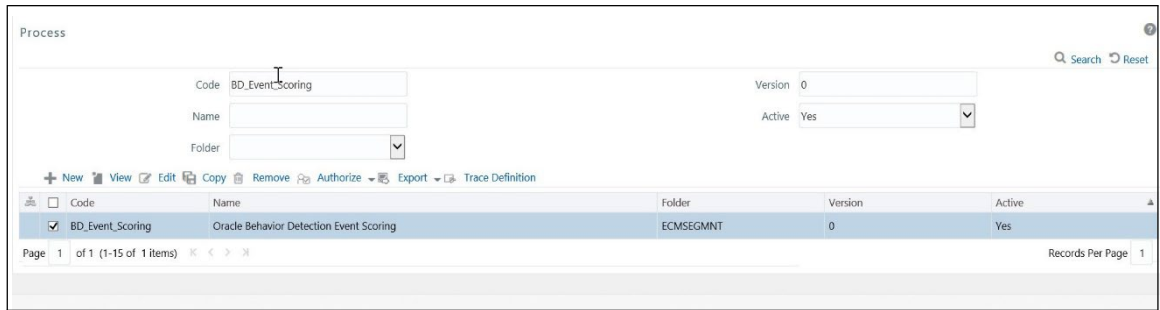 Process
Search Reset
Code BD_Event_Scoring Version 0
Name Active Yes
Folder
New View Edit Copy Remove Authorize Export Trace Definition
Code Name Folder Version Active
BD_Event_Scoring Oracle Behavior Detection Event Scoring ECMSEGMNT 0 Yes
Page 1 of 1 (1-15 of 1 items) Records Per Page 1